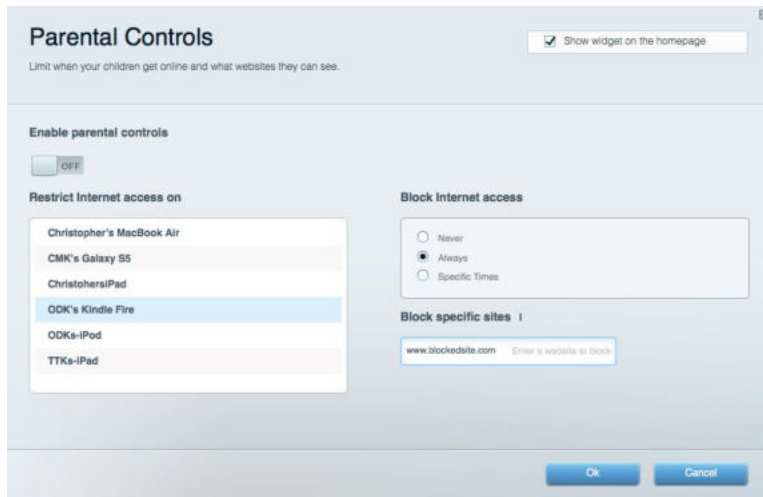 Parental Controls
Show widget on the homepage
Limit when your children get online and what websites they can see.
Enable parental controls
OFF
Restrict Internet access on
Christopher's MacBook Air
CMK's Galaxy S5
ChristohersiPad
ODK's Kindle Fire
ODKs-iPod
TTKs-iPad
Block Internet access
Never
Always
Specific Times
Block specific sites
www.blockedsite.com Enter a website to block
Ok Cancel